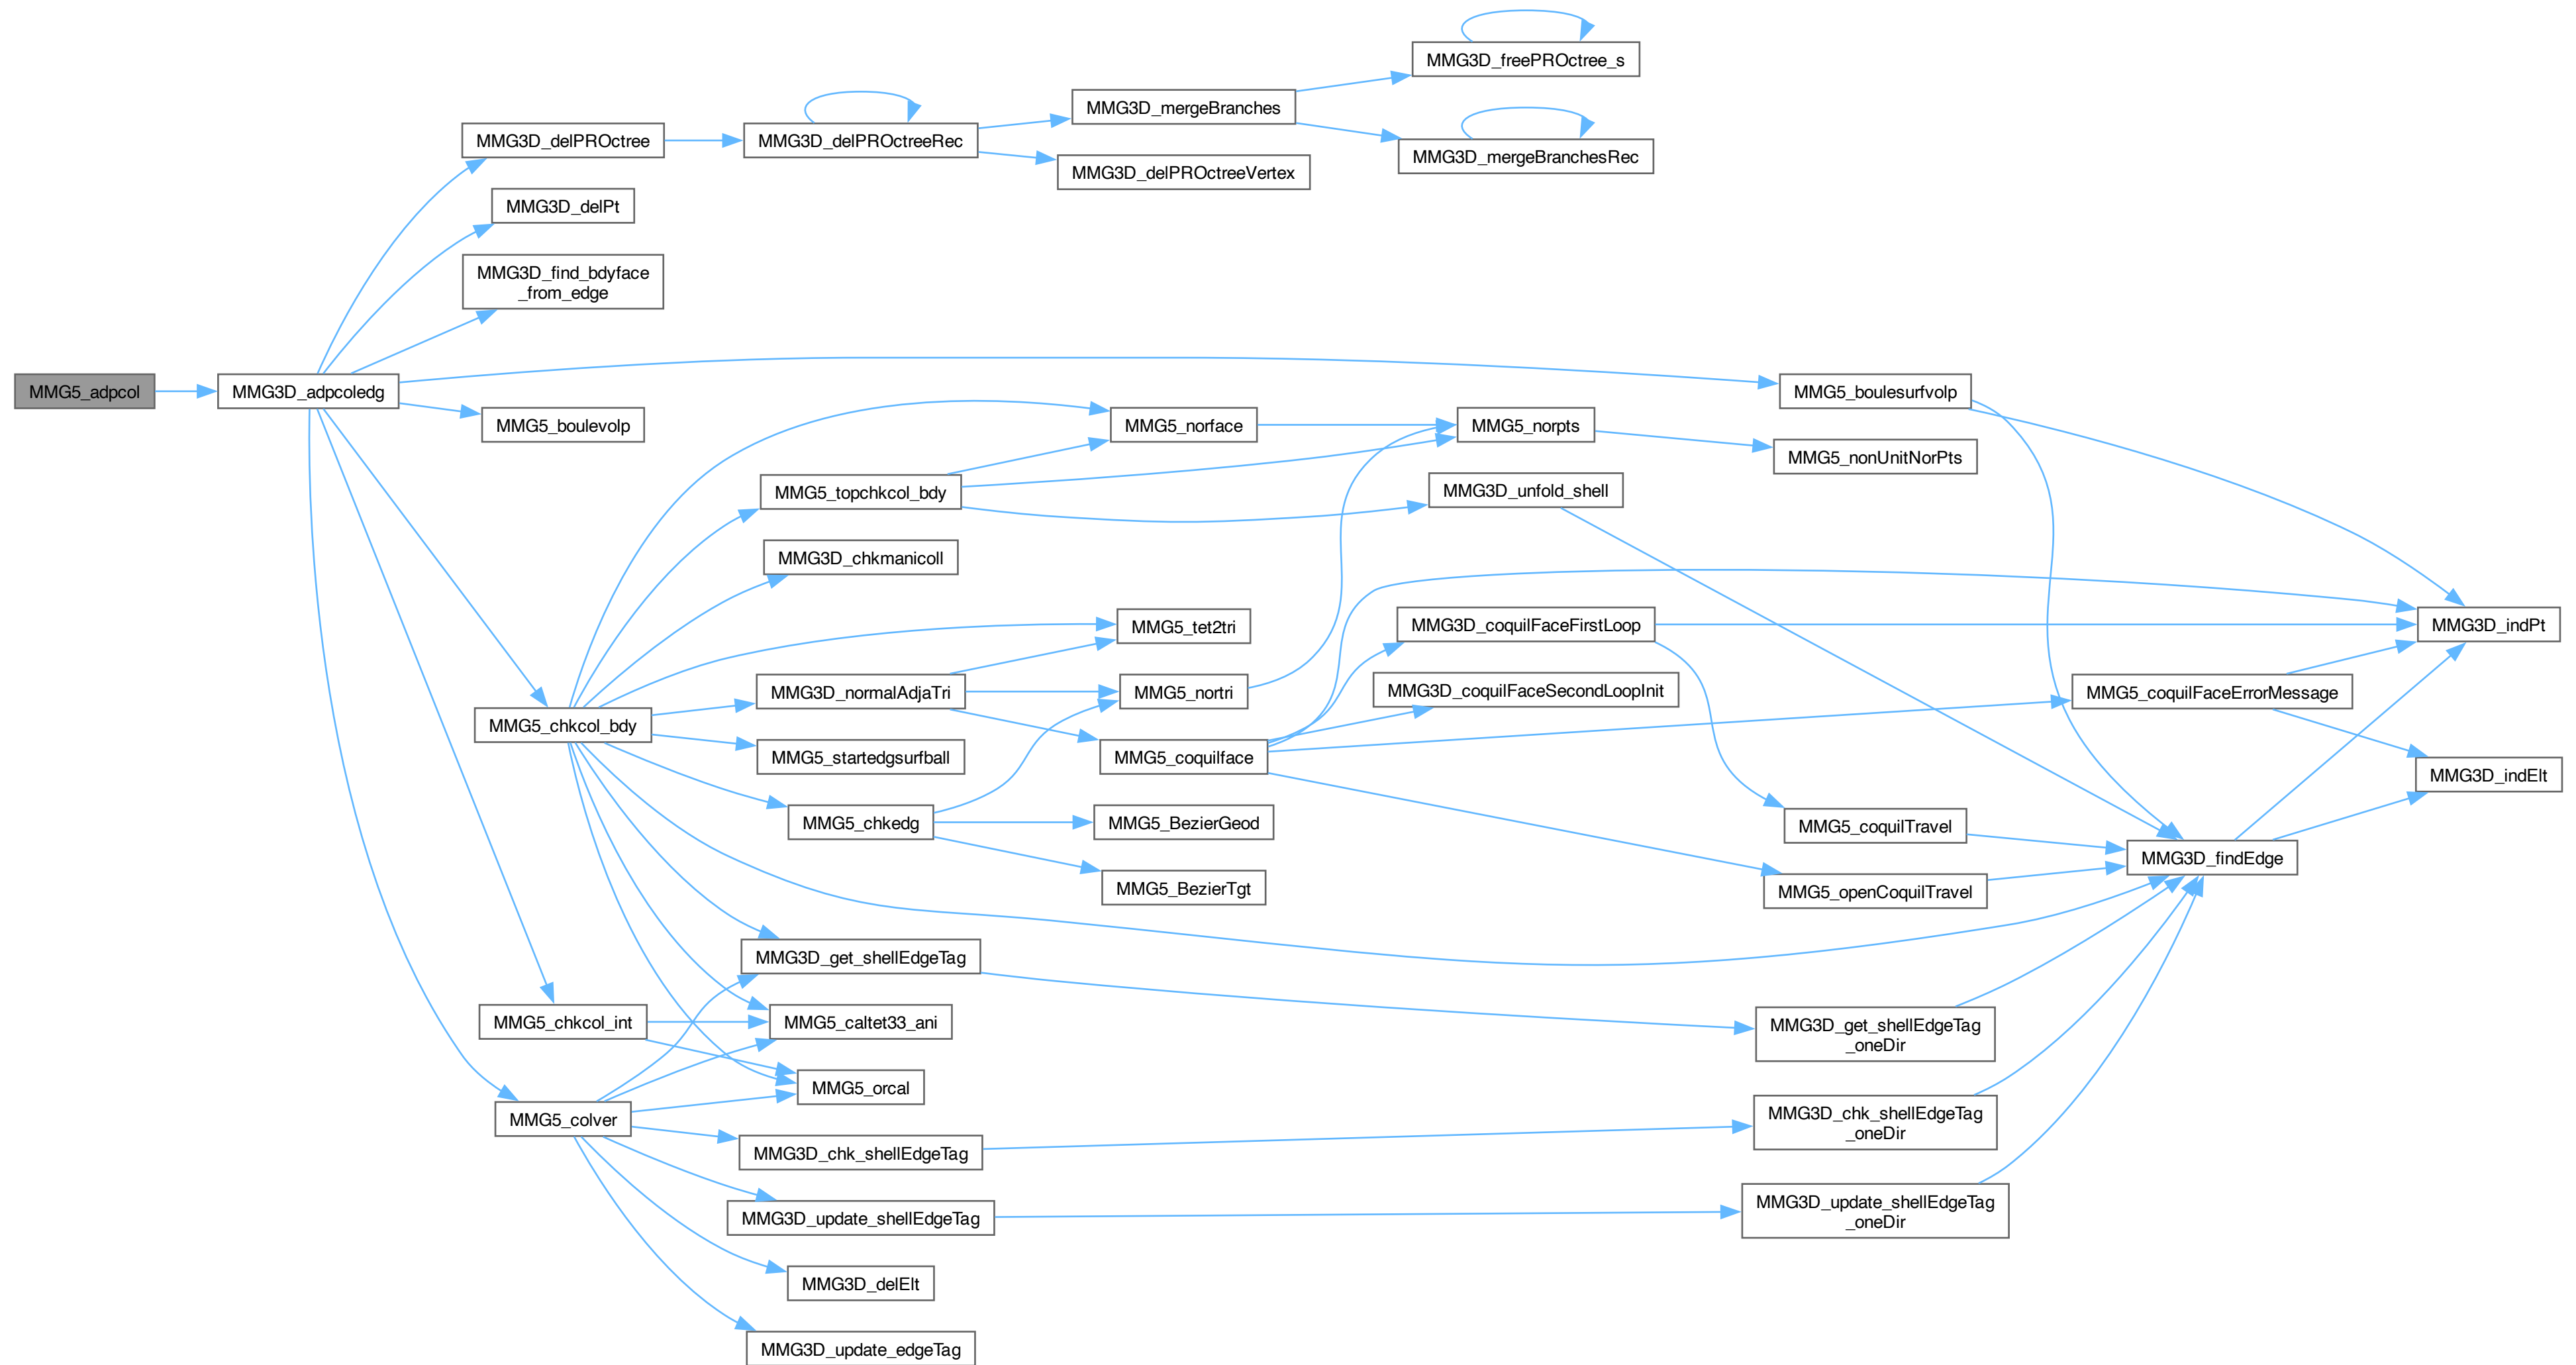 MMG3D_freePROctree_s
MMG3D_mergeBranches
MMG3D_delPROctree
MMG3D_delPROctreeRec
MMG3D_mergeBranchesRec
MMG3D_delPROctreeVertex
MMG3D_delPt
MMG3D_find_bdyface
_from_edge
MMG5_adpcol
MMG3D_adpcoledg
MMG5_boulesurfvolp
MMG5_boulevolp
MMG5_norface
MMG5_norpts
MMG5_nonUnitNorPts
MMG5_topchkcol_bdy
MMG3D_unfold_shell
MMG3D_chkmanicoll
MMG5_tet2tri
MMG3D_coquilFaceFirstLoop
MMG3D_indPt
MMG3D_normalAdjaTri
MMG5_nortri
MMG3D_coquilFaceSecondLoopInit
MMG5_coquilFaceErrorMessage
MMG5_chkcol_bdy
MMG5_startedgsurfball
MMG5_coquilface
MMG3D_indElt
MMG5_chkedg
MMG5_BezierGeod
MMG5_coquilTravel
MMG3D_findEdge
MMG5_BezierTgt
MMG5_openCoquilTravel
MMG3D_get_shellEdgeTag
MMG5_chkcol_int
MMG5_caltet33_ani
MMG3D_get_shellEdgeTag
_oneDir
MMG5_orcal
MMG5_colver
MMG3D_chk_shellEdgeTag
_oneDir
MMG3D_chk_shellEdgeTag
MMG3D_update_shellEdgeTag
MMG3D_update_shellEdgeTag
_oneDir
MMG3D_delElt
MMG3D_update_edgeTag